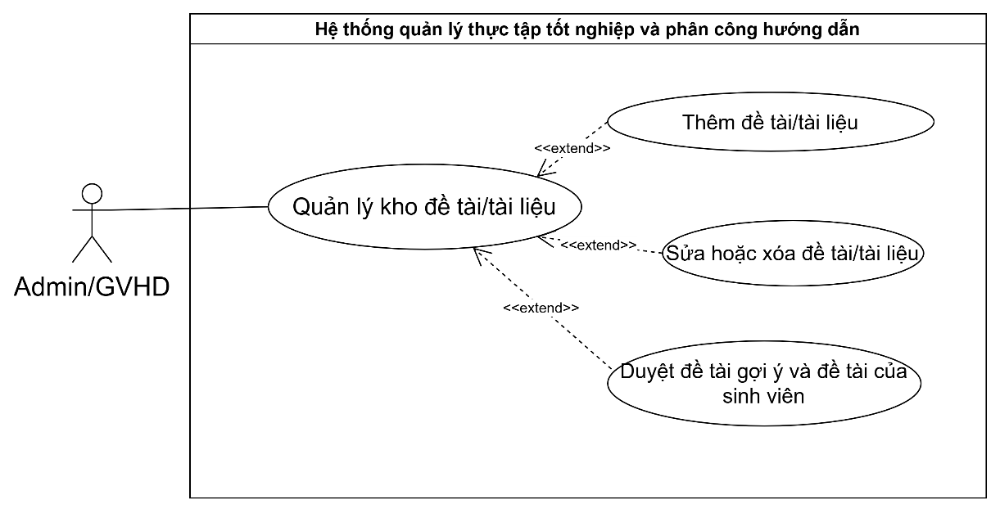 Hệ thống quản lý thực tập tốt nghiệp và phân công hướng dẫn
Thêm đề tài/tài liệu
<<extend>>
Quản lý kho đề tài/tài liệu
<<extend>>
Sửa hoặc xóa đề tài/tài liệu
Admin/GVHD
<<extend>>
Duyệt đề tài gợi ý và đề tài của
sinh viên